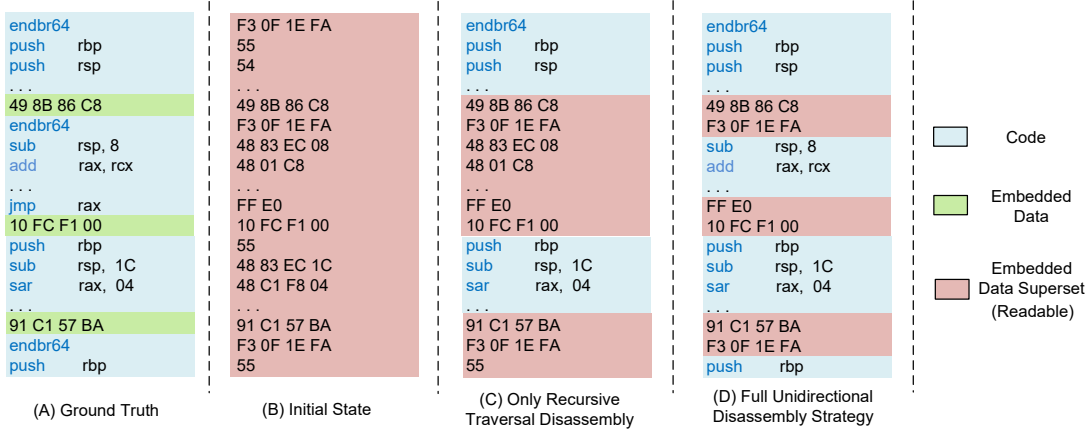 endbr64
push rbp
push rsp
. . .
49 8B 86 C8
endbr64
sub rsp, 8
add rax, rcx
. . .
jmp rax
10 FC F1 00
push rbp
sub rsp, 1C
sar rax, 04
. . .
91 C1 57 BA
endbr64
push rbp
(A) Ground Truth
F3 0F 1E FA
55
54
. . .
49 8B 86 C8
F3 0F 1E FA
48 83 EC 08
48 01 C8
. . .
FF E0
10 FC F1 00
55
48 83 EC 1C
48 C1 F8 04
. . .
91 C1 57 BA
F3 0F 1E FA
55
(B) Initial State
endbr64
push rbp
push rsp
. . .
49 8B 86 C8
F3 0F 1E FA
48 83 EC 08
48 01 C8
. . .
FF E0
10 FC F1 00
push rbp
sub rsp, 1C
sar rax, 04
. . .
91 C1 57 BA
F3 0F 1E FA
55
(C) Only Recursive
Traversal Disassembly
endbr64
push rbp
push rsp
. . .
49 8B 86 C8
F3 0F 1E FA
sub rsp, 8
add rax, rcx
. . .
FF E0
10 FC F1 00
push rbp
sub rsp, 1C
sar rax, 04
. . .
91 C1 57 BA
F3 0F 1E FA
push rbp
(D) Full Unidirectional
Disassembly Strategy
Code
Embedded
Data
Embedded
Data Superset
(Readable)